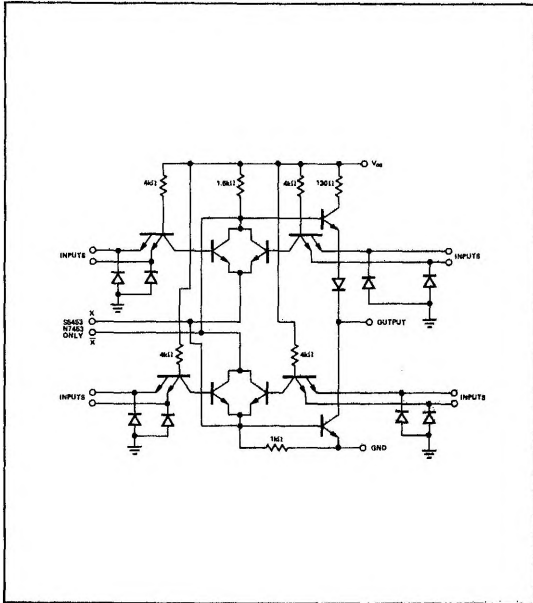 Vcc
4kΩ
1.6kΩ
4kΩ
130Ω
INPUTS
INPUTS
X
S5453
N7453
ONLY
X̅
OUTPUT
4kΩ
4kΩ
INPUTS
INPUTS
1kΩ
GND